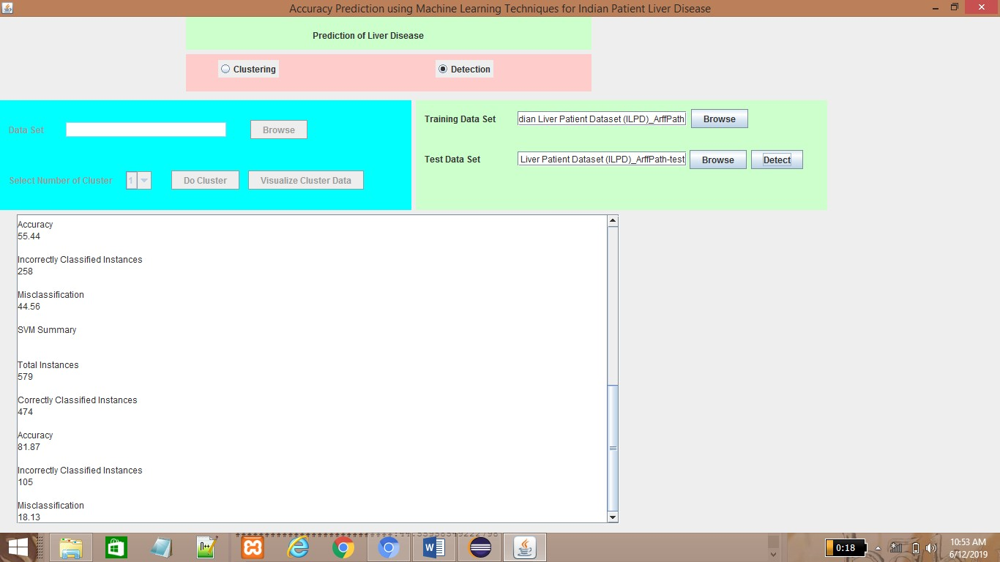 Accuracy Prediction using Machine Learning Techniques for Indian Patient Liver Disease
Prediction of Liver Disease
Clustering
Detection
Data Set
Browse
Select Number of Cluster
1
Do Cluster
Visualize Cluster Data
Training Data Set
dian Liver Patient Dataset (ILPD)_ArffPath
Browse
Test Data Set
Liver Patient Dataset (ILPD)_ArffPath-test
Browse
Detect
Accuracy
55.44
Incorrectly Classified Instances
258
Misclassification
44.56
SVM Summary
Total Instances
579
Correctly Classified Instances
474
Accuracy
81.87
Incorrectly Classified Instances
105
Misclassification
18.13
0:18
10:53 AM
6/12/2019